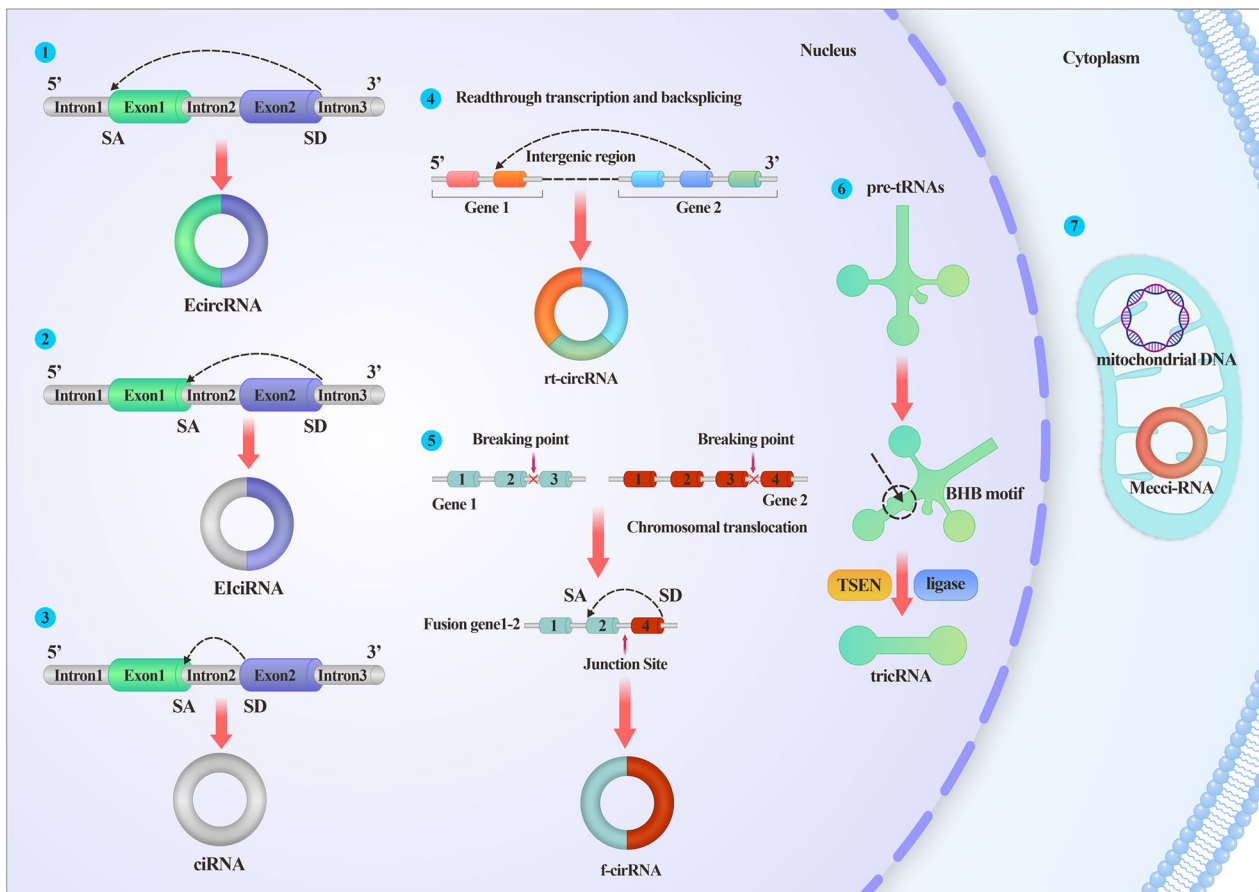 Nucleus
Cytoplasm
1
5’ 3’
Intron1 Exon1 Intron2 Exon2 Intron3
SA SD
EcircRNA
2
5’ 3’
Intron1 Exon1 Intron2 Exon2 Intron3
SA SD
EIciRNA
3
5’ 3’
Intron1 Exon1 Intron2 Exon2 Intron3
SA SD
ciRNA
4 Readthrough transcription and backsplicing
5’ Intergenic region 3’
Gene 1 Gene 2
rt-circRNA
5
Breaking point Breaking point
1 2 3 1 2 3 4
Gene 1 Gene 2
Chromosomal translocation
SA SD
Fusion gene1-2 1 2 4
Junction Site
f-cirRNA
6 pre-tRNAs
BHB motif
TSEN ligase
tricRNA
7
mitochondrial DNA
Mecci-RNA